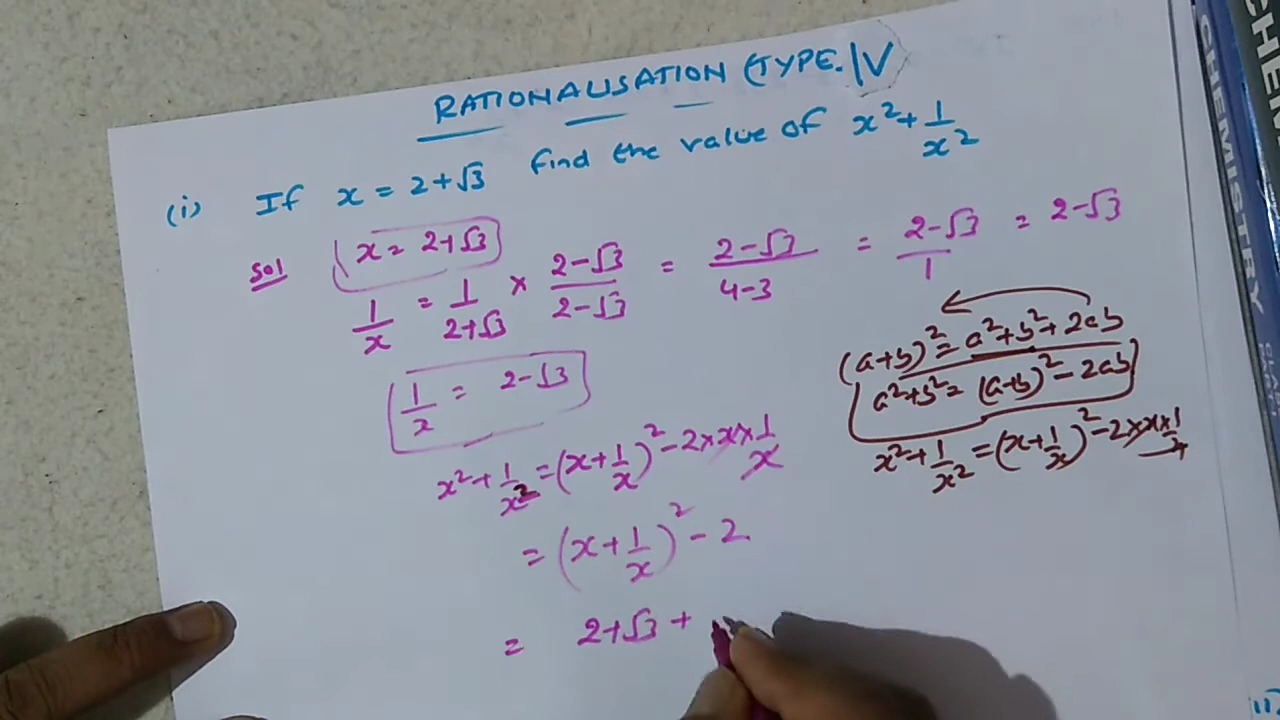 RATIONALISATION (TYPE. IV
(i) If x = 2+√3 find the value of x² + 1/x²
Sol x = 2+√3
1/x = 1/(2+√3) × (2-√3)/(2-√3) = (2-√3)/(4-3) = (2-√3)/1 = 2-√3
1/x = 2-√3
(a+b)² = a²+b²+2ab
a²+b² = (a+b)² - 2ab
x² + 1/x² = (x + 1/x)² - 2×x×1/x
x² + 1/x² = (x + 1/x)² - 2×x×1/x
= (x + 1/x)² - 2
= 2+√3 +
CHEMISTRY
CHEM